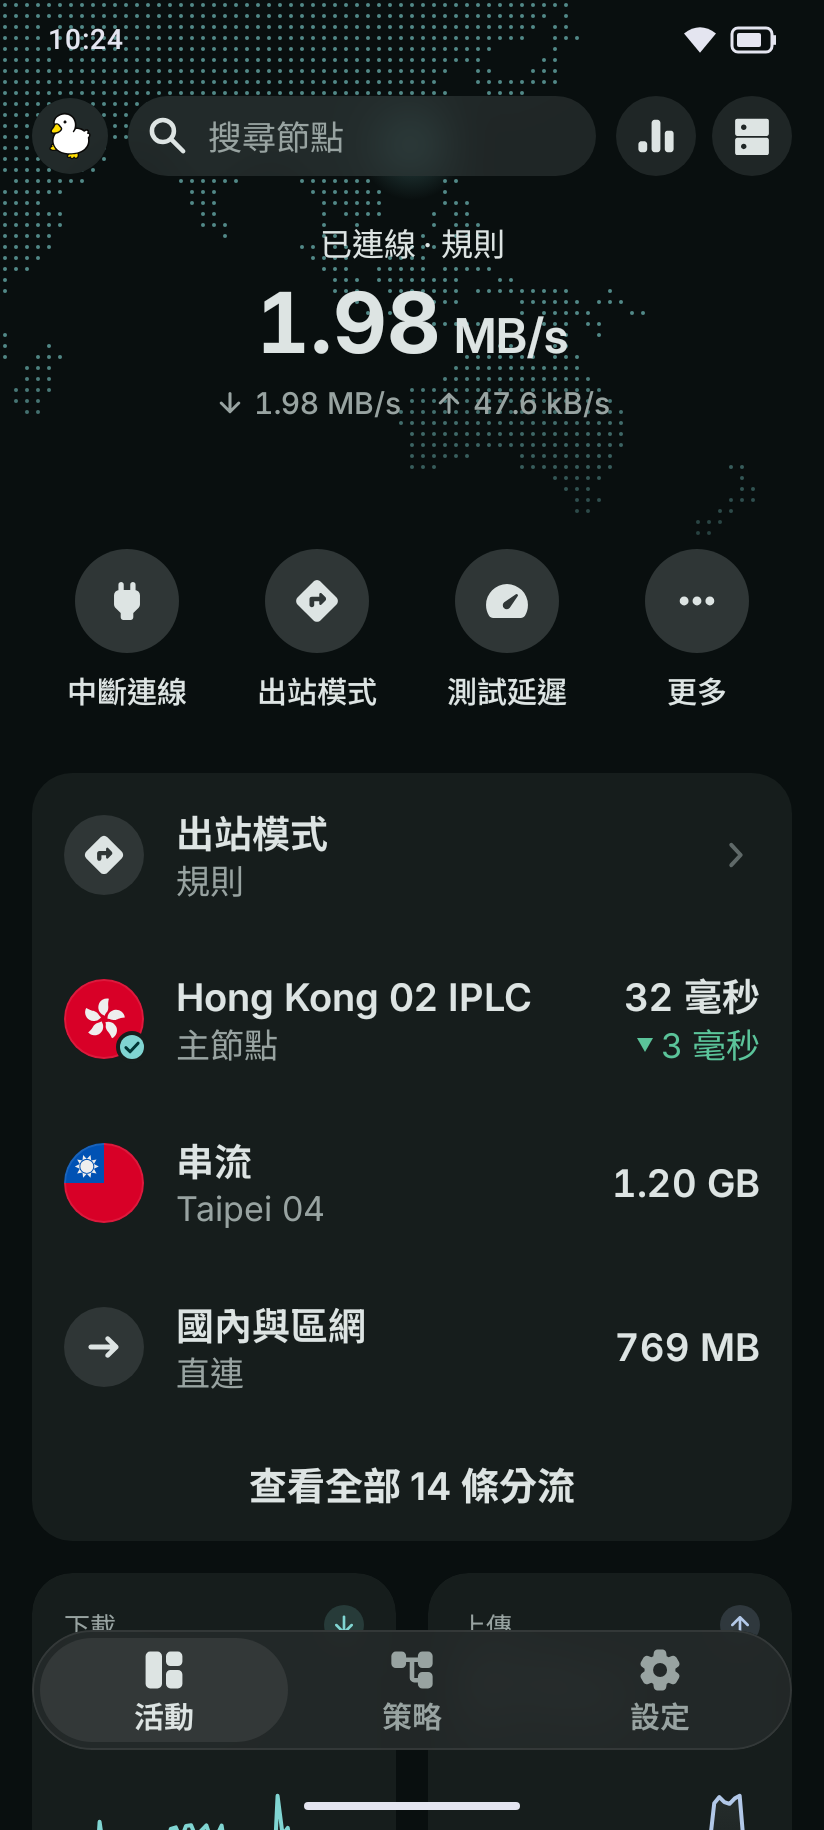 10:24
搜尋節點
已連線 · 規則
1.98 MB/s
1.98 MB/s 47.6 kB/s
中斷連線 出站模式 測試延遲 更多
出站模式
規則
Hong Kong 02 IPLC 32 毫秒
主節點 ▼3 毫秒
串流
Taipei 04 1.20 GB
國內與區網
直連 769 MB
查看全部 14 條分流
下載 上傳
活動 策略 設定